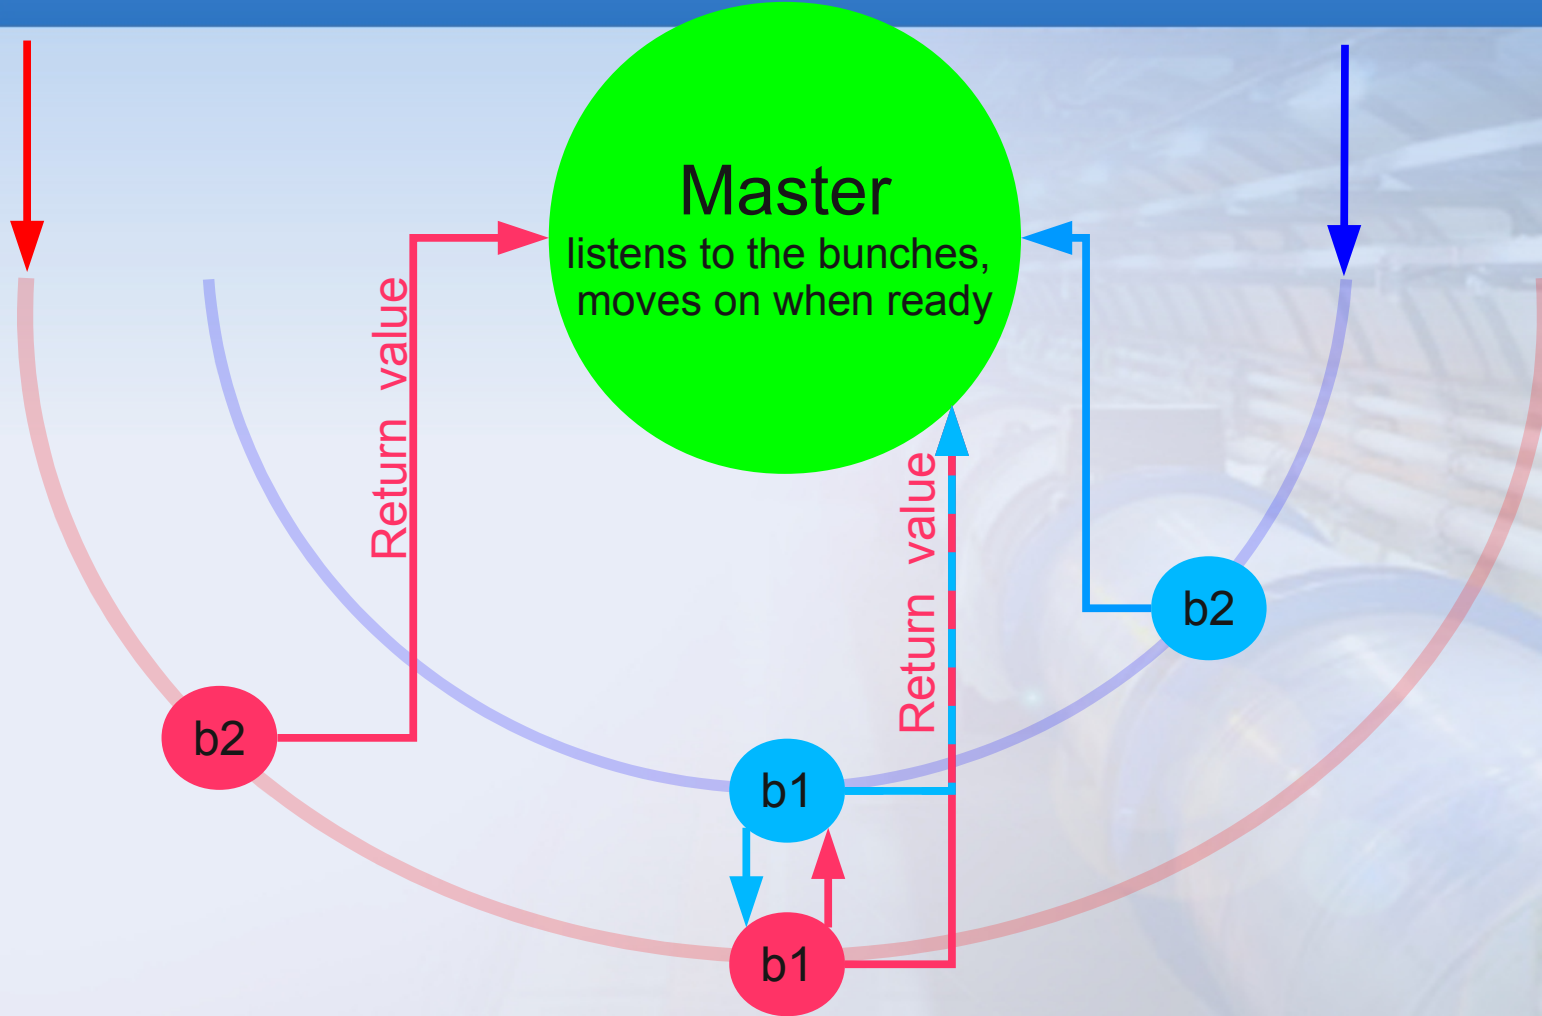 Master
listens to the bunches,
moves on when ready
Return value
Return value
b2
b2
b1
b1